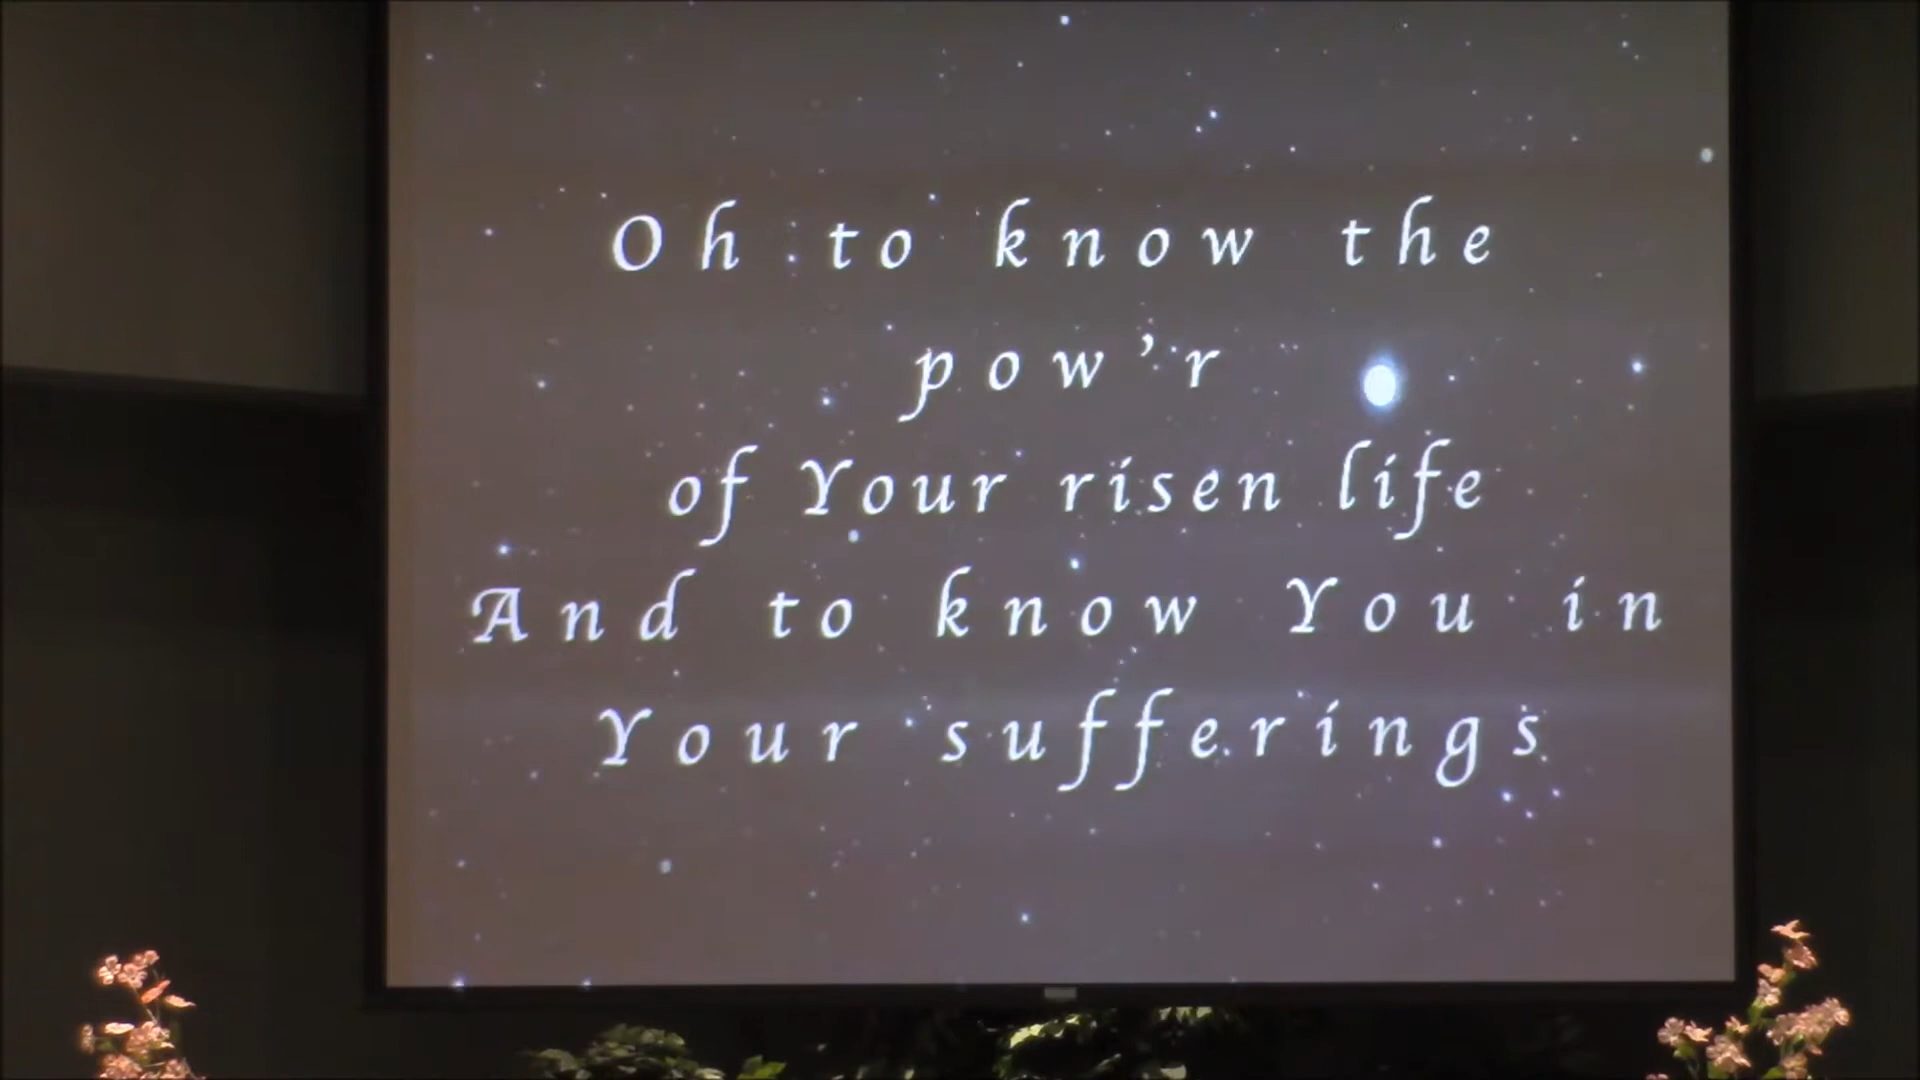 Oh to know the
pow’r
of Your risen life
And to know You in
Your sufferings